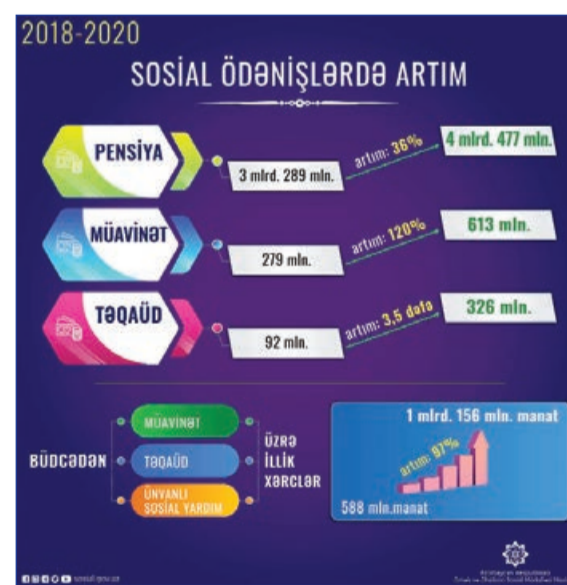 2018-2020
SOSİAL ÖDƏNİŞLƏRDƏ ARTIM
PENSİYA
3 mlrd. 289 mln.
artım: 36%
4 mlrd. 477 mln.
MÜAVİNƏT
279 mln.
artım: 120%
613 mln.
TƏQAÜD
92 mln.
artım: 3,5 dəfə
326 mln.
BÜDCƏDƏN
MÜAVİNƏT
TƏQAÜD
ÜNVANLI
SOSİAL YARDIM
ÜZRƏ
İLLİK
XƏRCLƏR
1 mlrd. 156 mln. manat
artım: 97%
588 mln.manat
sosial.gov.az